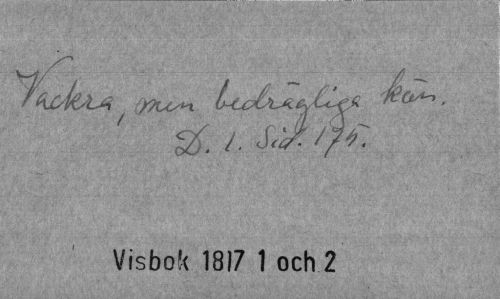 Vackra, men bedrägliga kön.
D. 1. Sid. 175.
Visbok 1817 1 och 2